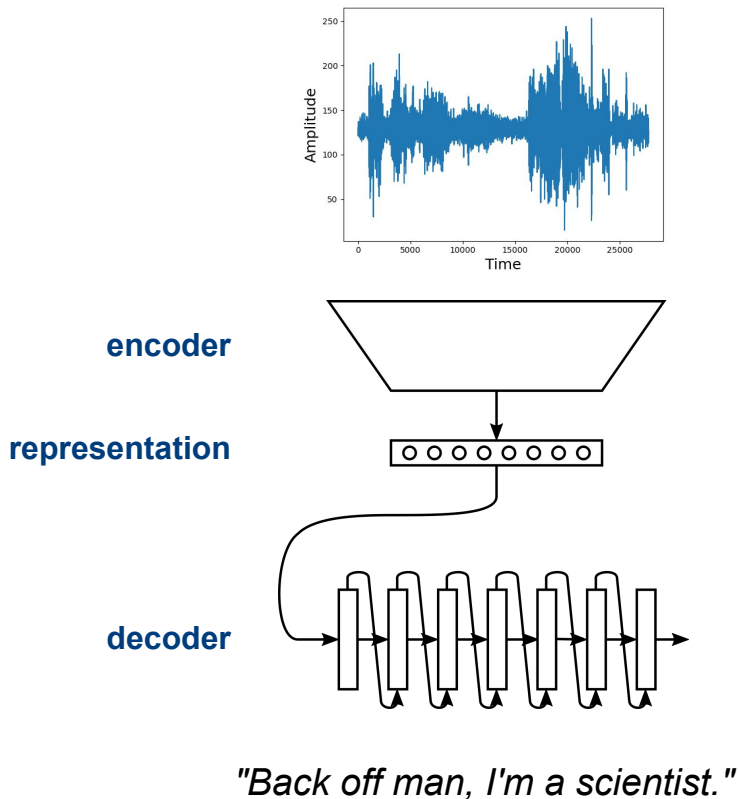 250
200
150
100
50
Amplitude
0 5000 10000 15000 20000 25000
Time
encoder
representation
decoder
"Back off man, I'm a scientist."